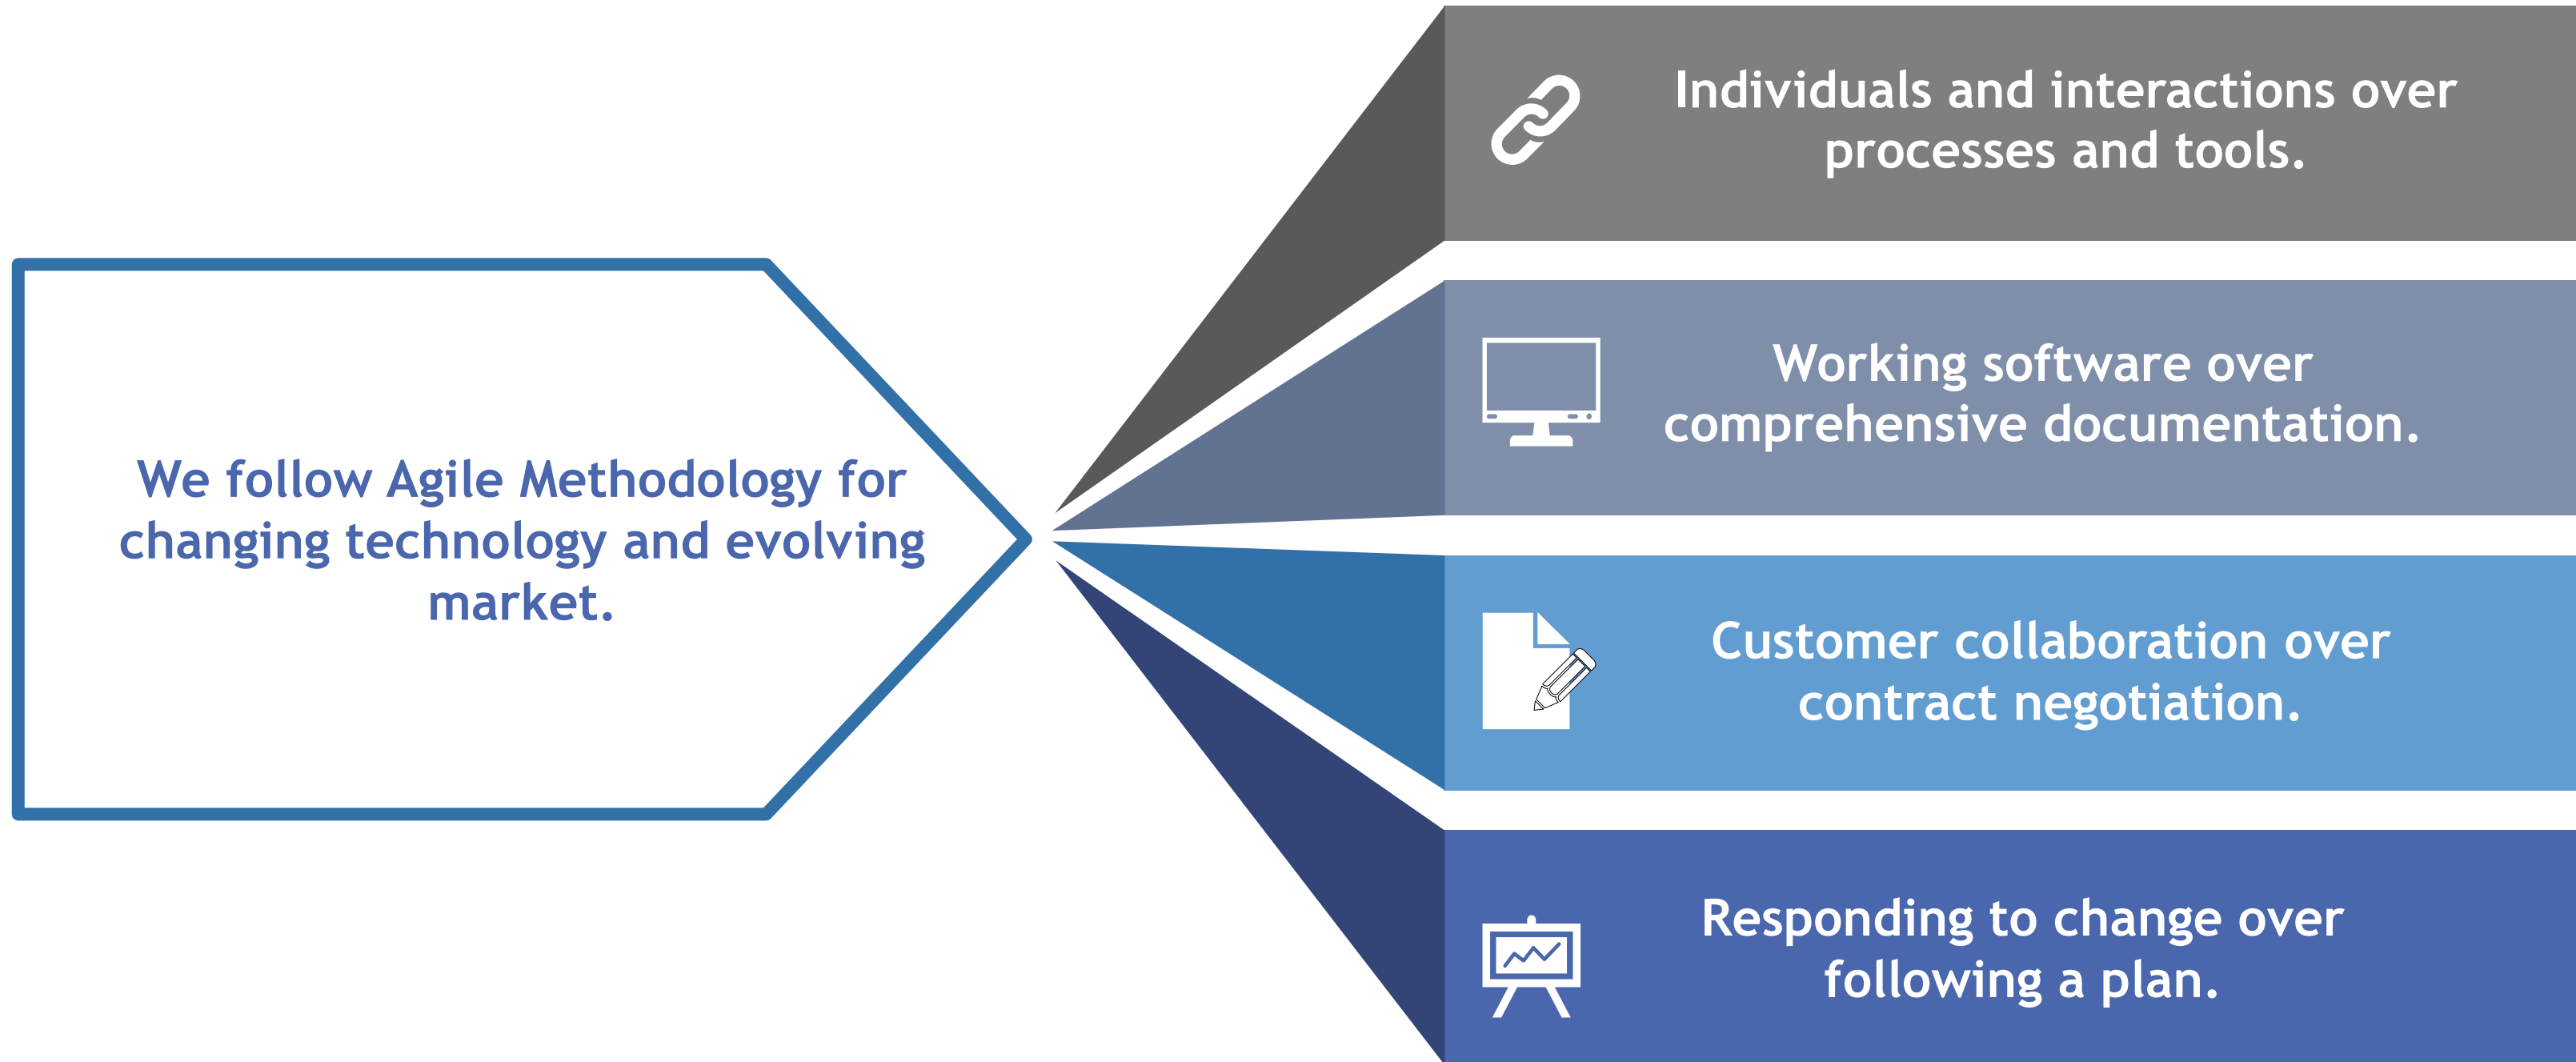 We follow Agile Methodology for
changing technology and evolving
market.
Individuals and interactions over
processes and tools.
Working software over
comprehensive documentation.
Customer collaboration over
contract negotiation.
Responding to change over
following a plan.